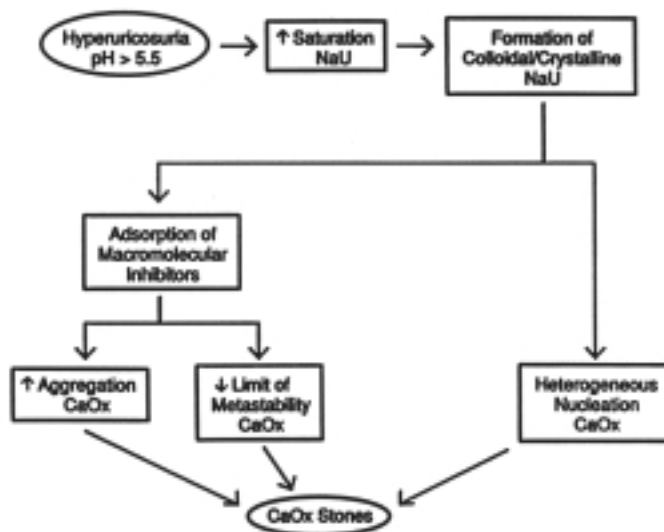 Hyperuricosuria
pH > 5.5
↑ Saturation
NaU
Formation of
Colloidal/Crystalline
NaU
Adsorption of
Macromolecular
Inhibitors
↑ Aggregation
CaOx
↓ Limit of
Metastability
CaOx
Heterogeneous
Nucleation
CaOx
CaOx Stones